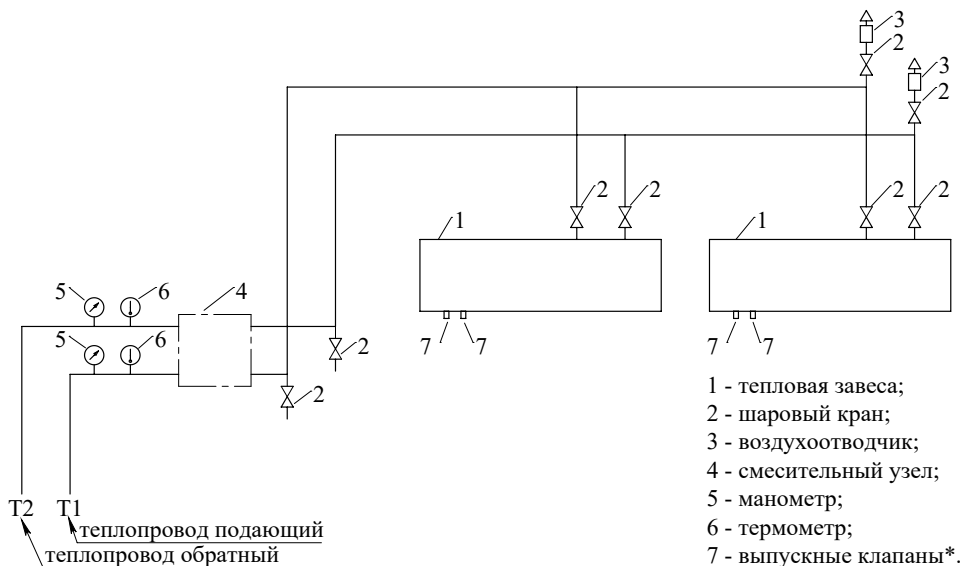 3
2
3
2
2
2
2
2
1
1
5
6
4
5
6
2
7
7
7
7
2
1 - тепловая завеса;
2 - шаровый кран;
3 - воздухоотводчик;
4 - смесительный узел;
5 - манометр;
6 - термометр;
7 - выпускные клапаны*.
T2
T1
теплопровод подающий
теплопровод обратный